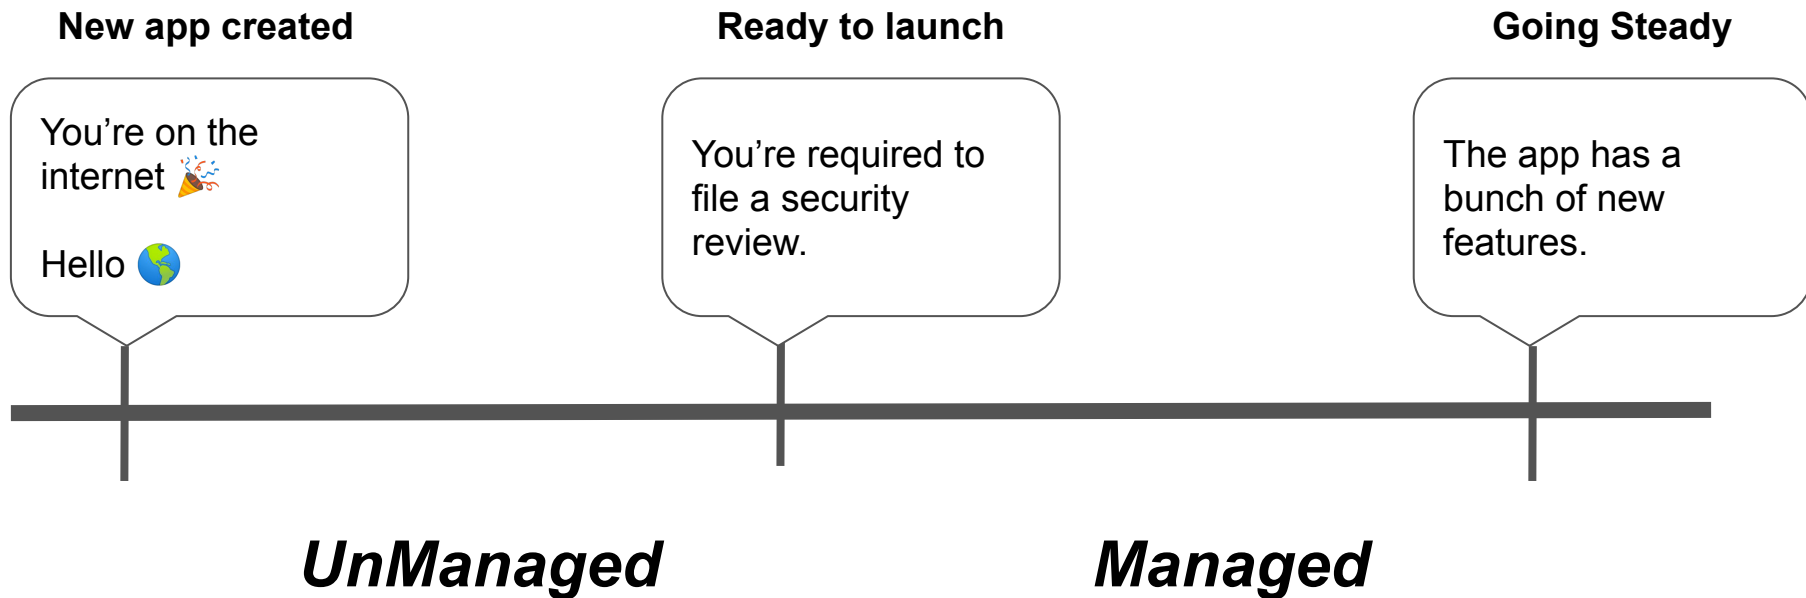 New app created
You’re on the
internet 🎉
Hello 🌎
Ready to launch
You’re required to
file a security
review.
Going Steady
The app has a
bunch of new
features.
UnManaged
Managed